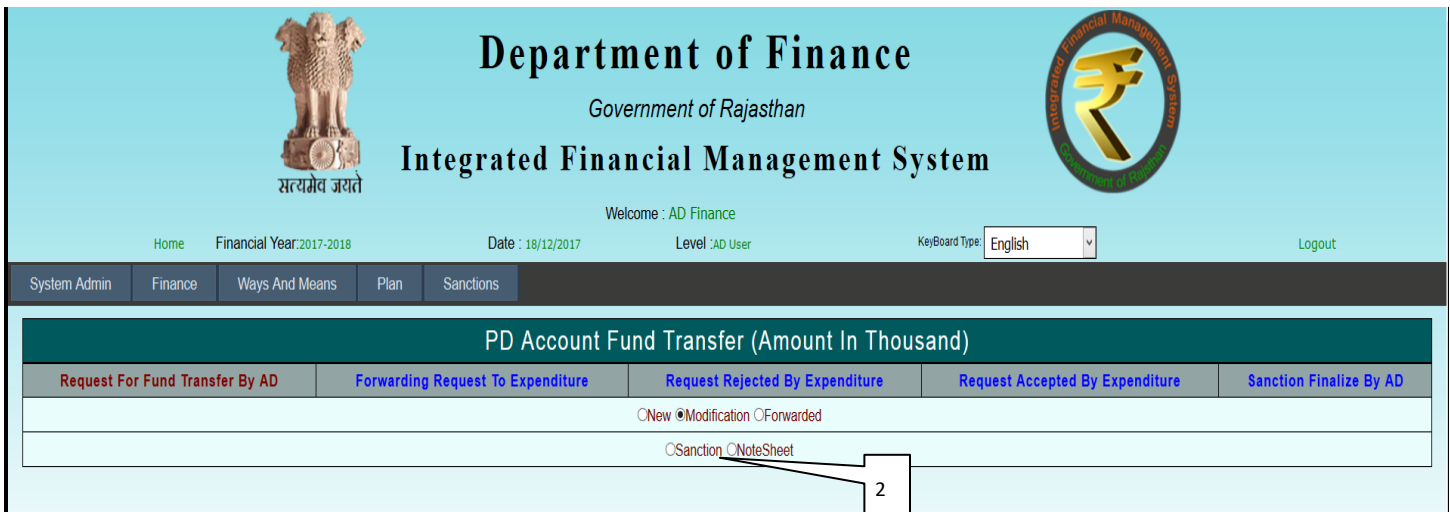 Department of Finance
Government of Rajasthan
Integrated Financial Management System
सत्यमेव जयते
Integrated Financial Management System
Government of Rajasthan
Welcome : AD Finance
Home Financial Year:2017-2018 Date : 18/12/2017 Level :AD User KeyBoard Type: English Logout
System Admin Finance Ways And Means Plan Sanctions
PD Account Fund Transfer (Amount In Thousand)
Request For Fund Transfer By AD Forwarding Request To Expenditure Request Rejected By Expenditure Request Accepted By Expenditure Sanction Finalize By AD
New Modification Forwarded
Sanction NoteSheet
2